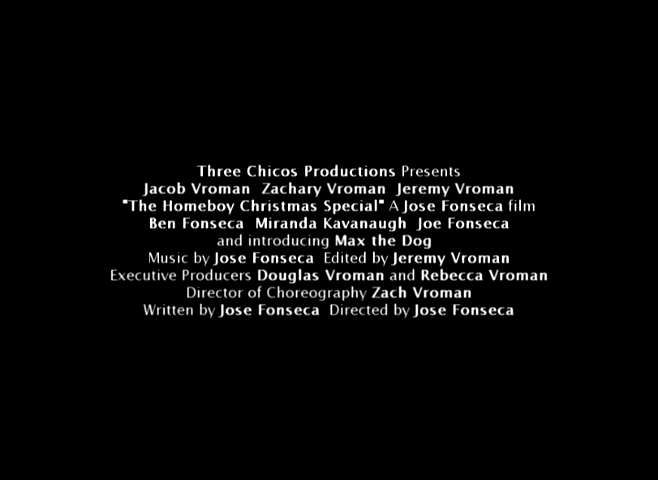 Three Chicos Productions Presents
Jacob Vroman Zachary Vroman Jeremy Vroman
"The Homeboy Christmas Special" A Jose Fonseca film
Ben Fonseca Miranda Kavanaugh Joe Fonseca
and introducing Max the Dog
Music by Jose Fonseca Edited by Jeremy Vroman
Executive Producers Douglas Vroman and Rebecca Vroman
Director of Choreography Zach Vroman
Written by Jose Fonseca Directed by Jose Fonseca